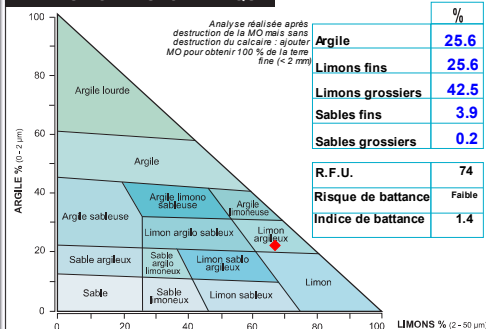 %
Analyse réalisée après
destruction de la MO mais sans
destruction du calcaire : ajouter
MO pour obtenir 100 % de la terre
fine (< 2 mm)
Argile 25.6
Limons fins 25.6
Limons grossiers 42.5
Sables fins 3.9
Sables grossiers 0.2
R.F.U. 74
Risque de battance Faible
Indice de battance 1.4
ARGILE % (0 - 2 µm)
100
80
60
40
20
0
Argile lourde
Argile
Argile limono
sableuse
Argile
limoneuse
Argile sableuse
Limon argilo sableux
Limon
argileux
Sable argileux
Sable
argilo
limoneux
Limon sablo
argileux
Limon
Sable
Sable
limoneux
Limon sableux
0 20 40 60 80 100
LIMONS % (2 - 50 µm)